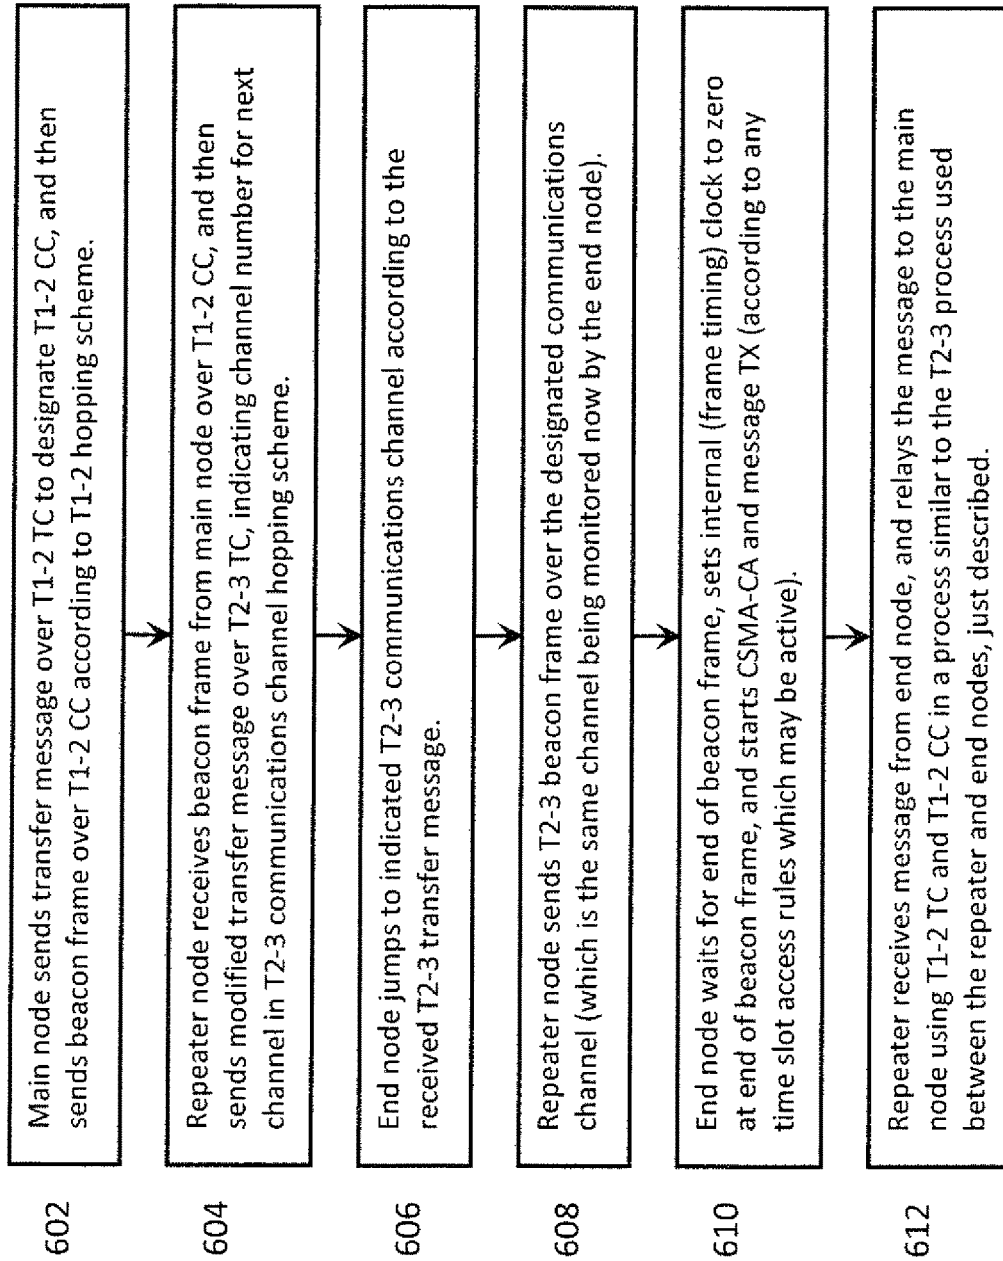 602
Main node sends transfer message over T1-2 TC to designate T1-2 CC, and then
sends beacon frame over T1-2 CC according to T1-2 hopping scheme.
604
Repeater node receives beacon frame from main node over T1-2 CC, and then
sends modified transfer message over T2-3 TC, indicating channel number for next
channel in T2-3 communications channel hopping scheme.
606
End node jumps to indicated T2-3 communications channel according to the
received T2-3 transfer message.
608
Repeater node sends T2-3 beacon frame over the designated communications
channel (which is the same channel being monitored now by the end node).
610
End node waits for end of beacon frame, sets internal (frame timing) clock to zero
at end of beacon frame, and starts CSMA-CA and message TX (according to any
time slot access rules which may be active).
612
Repeater receives message from end node, and relays the message to the main
node using T1-2 TC and T1-2 CC in a process similar to the T2-3 process used
between the repeater and end nodes, just described.